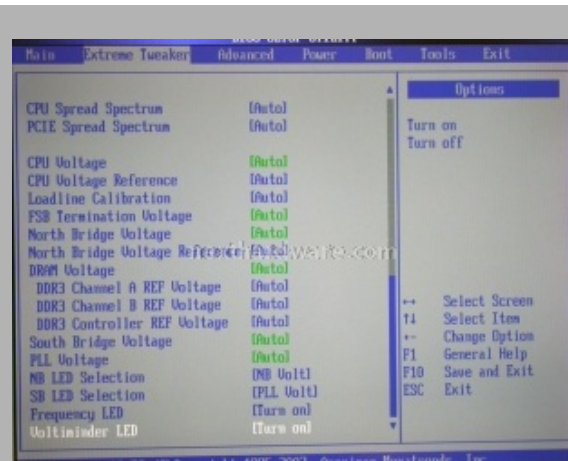 Main Extreme Tweaker Advanced Power Boot Tools Exit
Options
CPU Spread Spectrum [Auto]
PCIE Spread Spectrum [Auto]
Turn on
Turn off
CPU Voltage [Auto]
CPU Voltage Reference [Auto]
Loadline Calibration [Auto]
FSB Termination Voltage [Auto]
North Bridge Voltage [Auto]
North Bridge Voltage Reference [Auto]
DRAM Voltage [Auto]
DDR3 Channel A REF Voltage [Auto]
DDR3 Channel B REF Voltage [Auto]
DDR3 Controller REF Voltage [Auto]
South Bridge Voltage [Auto]
PLL Voltage [Auto]
NB LED Selection [NB Volt]
SB LED Selection [PLL Volt]
Frequency LED [Turn on]
Voltiminder LED [Turn on]
↔ Select Screen
↑↓ Select Item
+- Change Option
F1 General Help
F10 Save and Exit
ESC Exit